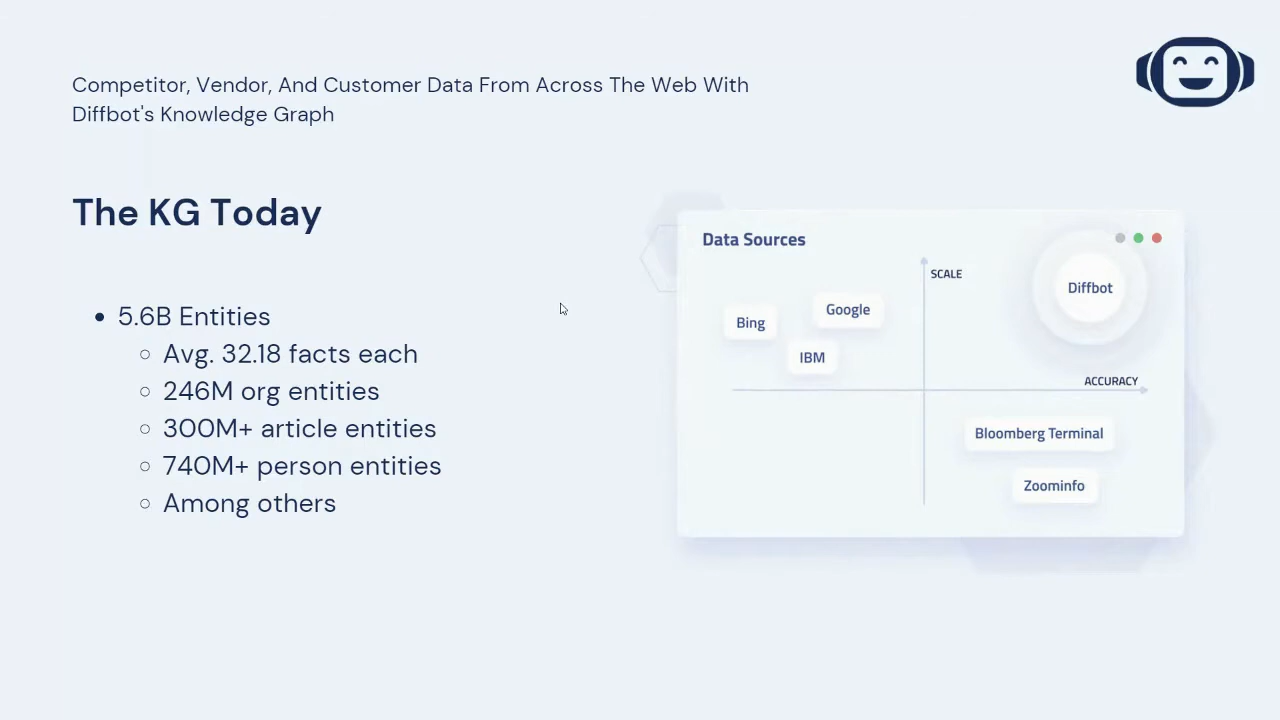 Competitor, Vendor, And Customer Data From Across The Web With
Diffbot's Knowledge Graph
The KG Today
• 5.6B Entities
○ Avg. 32.18 facts each
○ 246M org entities
○ 300M+ article entities
○ 740M+ person entities
○ Among others
Data Sources
SCALE
Diffbot
Google
Bing
IBM
ACCURACY
Bloomberg Terminal
Zoominfo